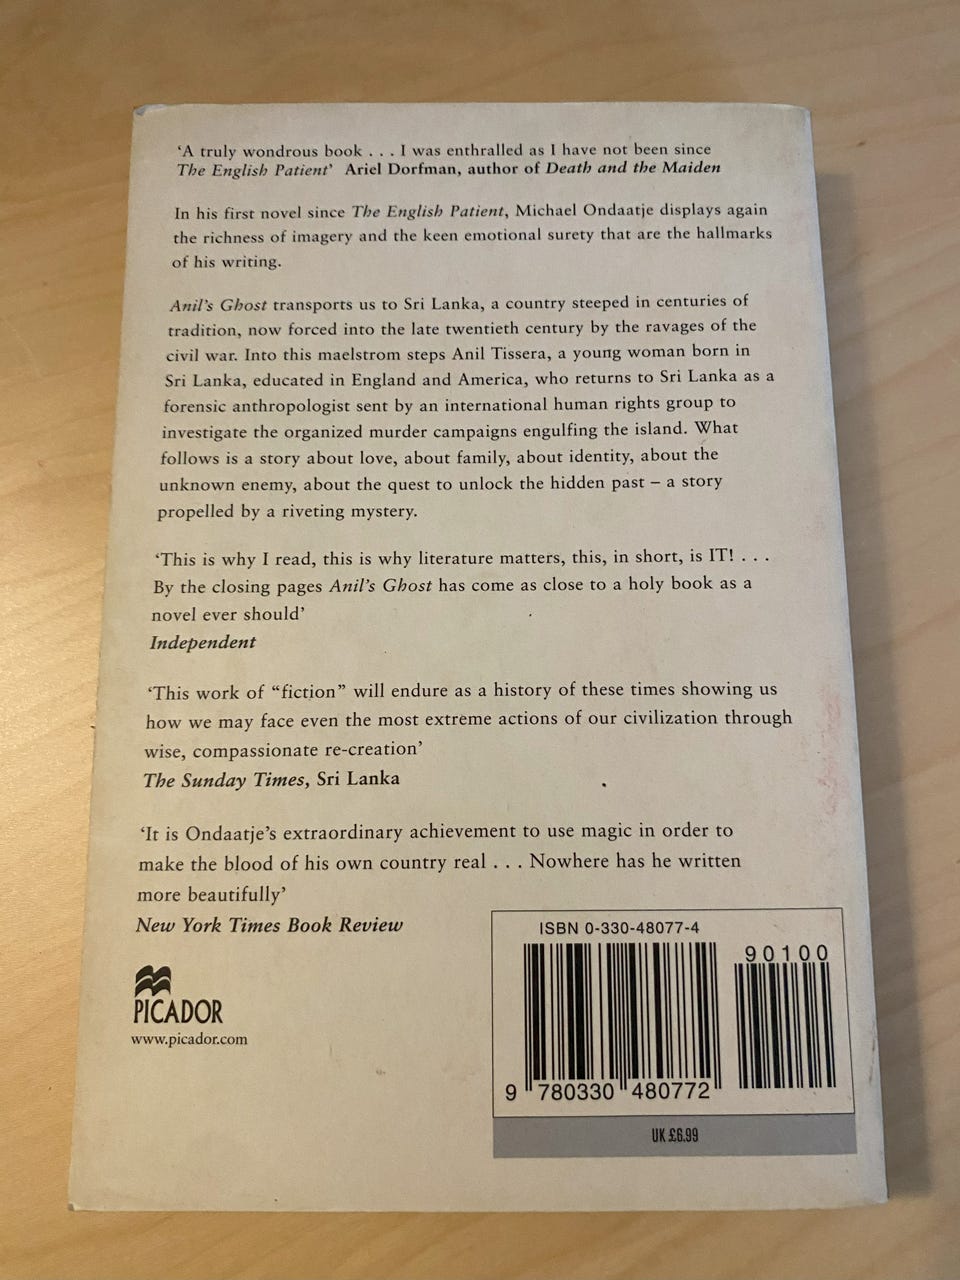 ‘A truly wondrous book . . . I was enthralled as I have not been since
The English Patient’ Ariel Dorfman, author of Death and the Maiden
In his first novel since The English Patient, Michael Ondaatje displays again
the richness of imagery and the keen emotional surety that are the hallmarks
of his writing.
Anil’s Ghost transports us to Sri Lanka, a country steeped in centuries of
tradition, now forced into the late twentieth century by the ravages of the
civil war. Into this maelstrom steps Anil Tissera, a young woman born in
Sri Lanka, educated in England and America, who returns to Sri Lanka as a
forensic anthropologist sent by an international human rights group to
investigate the organized murder campaigns engulfing the island. What
follows is a story about love, about family, about identity, about the
unknown enemy, about the quest to unlock the hidden past – a story
propelled by a riveting mystery.
‘This is why I read, this is why literature matters, this, in short, is IT! . . .
By the closing pages Anil’s Ghost has come as close to a holy book as a
novel ever should’
Independent
‘This work of “fiction” will endure as a history of these times showing us
how we may face even the most extreme actions of our civilization through
wise, compassionate re-creation’
The Sunday Times, Sri Lanka
‘It is Ondaatje’s extraordinary achievement to use magic in order to
make the blood of his own country real . . . Nowhere has he written
more beautifully’
New York Times Book Review
PICADOR
www.picador.com
ISBN 0-330-48077-4
90100
9 780330 480772
UK £6.99